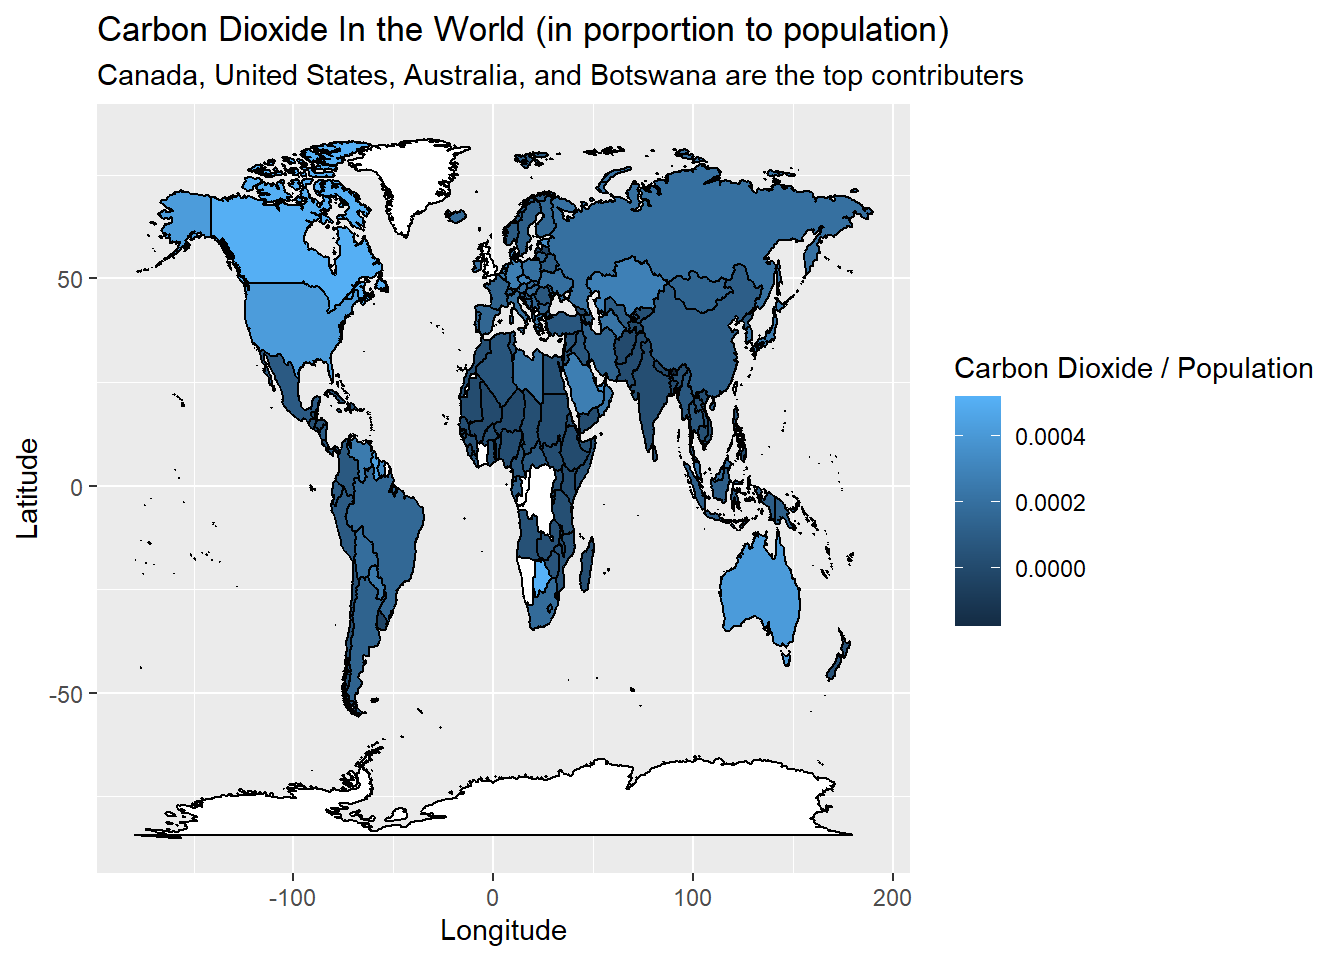 Carbon Dioxide In the World (in porportion to population)
Canada, United States, Australia, and Botswana are the top contributers
Carbon Dioxide / Population
0.0004
0.0002
0.0000
50
0
-50
Latitude
-100
0
100
200
Longitude